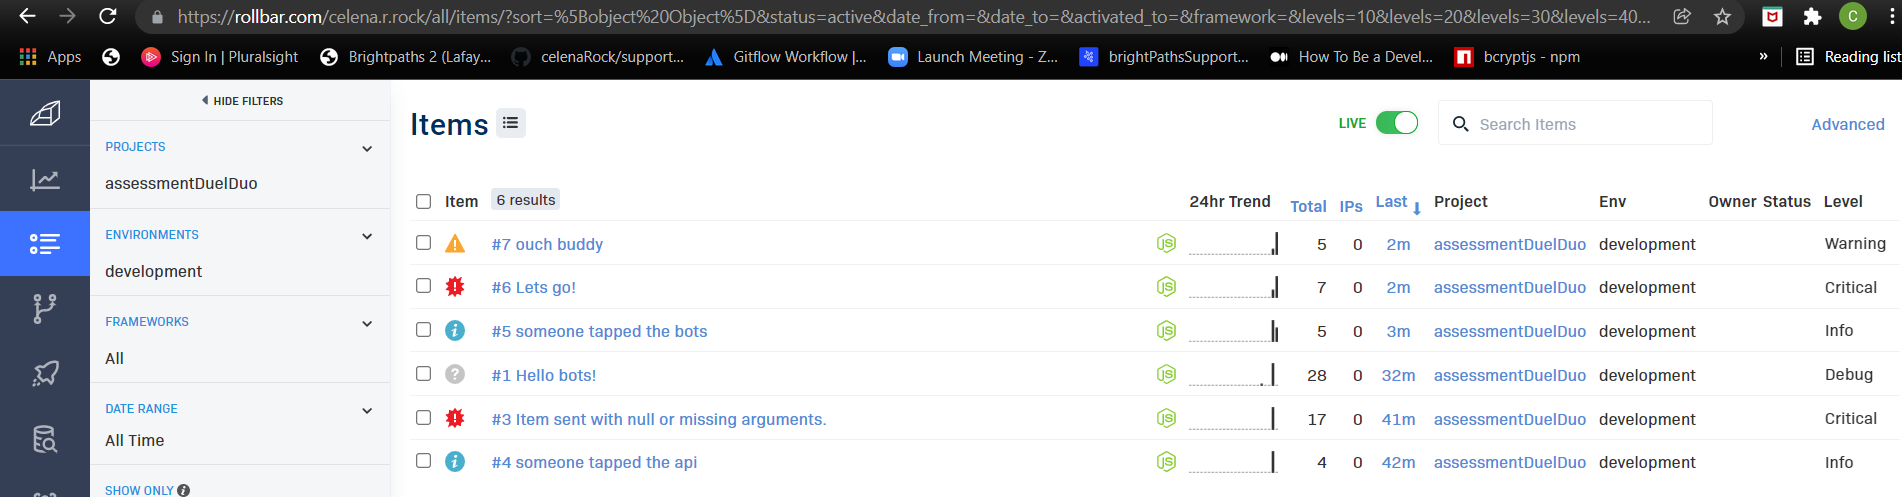 https://rollbar.com/celena.r.rock/all/items/?sort=%5Bobject%20Object%5D&status=active&date_from=&date_to=&activated_to=&framework=&levels=10&levels=20&levels=30&levels=40...
C
Apps Sign In | Pluralsight Brightpaths 2 (Lafay... celenaRock/support... Gitflow Workflow |... Launch Meeting - Z... brightPathsSupport... How To Be a Devel... bcryptjs - npm » Reading list
HIDE FILTERS
PROJECTS
assessmentDuelDuo
ENVIRONMENTS
development
FRAMEWORKS
All
DATE RANGE
All Time
SHOW ONLY
Items
LIVE
Search Items
Advanced
Item 6 results 24hr Trend Total IPs Last Project Env Owner Status Level
#7 ouch buddy JS 5 0 2m assessmentDuelDuo development Warning
#6 Lets go! JS 7 0 2m assessmentDuelDuo development Critical
#5 someone tapped the bots JS 5 0 3m assessmentDuelDuo development Info
#1 Hello bots! JS 28 0 32m assessmentDuelDuo development Debug
#3 Item sent with null or missing arguments. JS 17 0 41m assessmentDuelDuo development Critical
#4 someone tapped the api JS 4 0 42m assessmentDuelDuo development Info